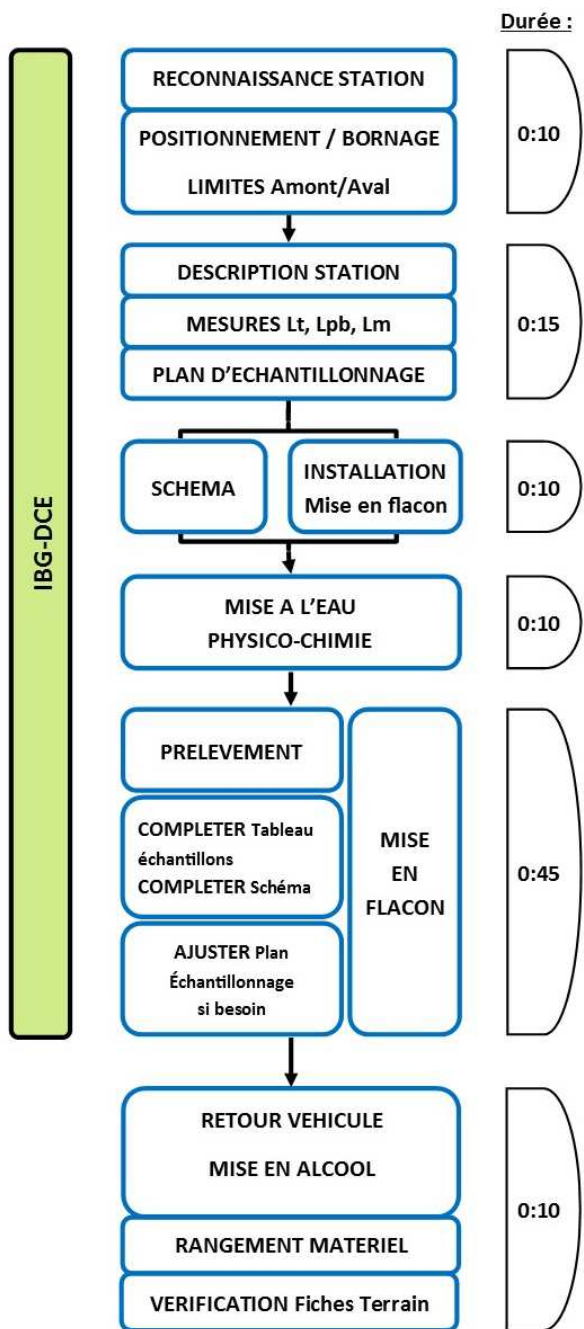 Durée :
IBG-DCE
RECONNAISSANCE STATION
POSITIONNEMENT / BORNAGE
LIMITES Amont/Aval
0:10
DESCRIPTION STATION
MESURES Lt, Lpb, Lm
PLAN D'ECHANTILLONNAGE
0:15
SCHEMA
INSTALLATION
Mise en flacon
0:10
MISE A L'EAU
PHYSICO-CHIMIE
0:10
PRELEVEMENT
COMPLETER Tableau
échantillons
COMPLETER Schéma
AJUSTER Plan
Échantillonnage
si besoin
MISE
EN
FLACON
0:45
RETOUR VEHICULE
MISE EN ALCOOL
RANGEMENT MATERIEL
VERIFICATION Fiches Terrain
0:10